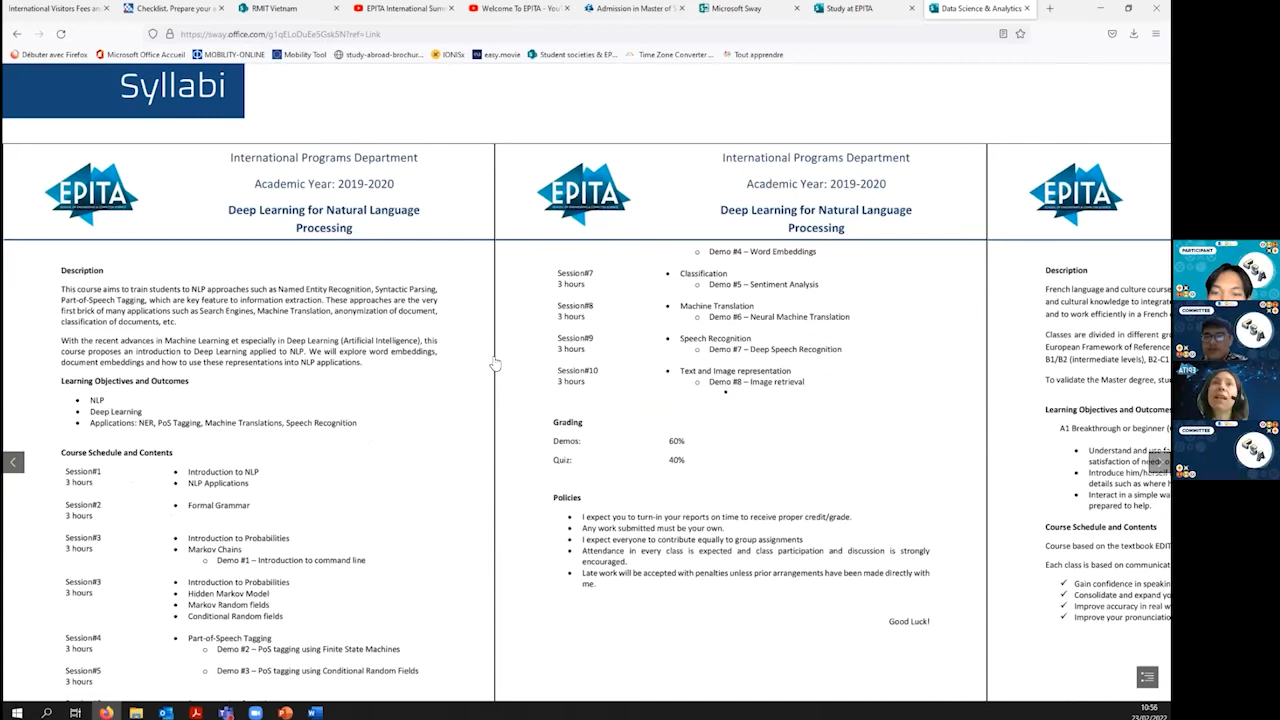 International Visitors Fees and
Checklist. Prepare your a
RMIT Vietnam
EPITA International Sum
Welcome To EPITA - You
Admission in Master of S
Microsoft Sway
Study at EPITA
Data Science & Analytics
https://sway.office.com/g1qELoDuEe5Gsk5N?ref=Link
Débuter avec Firefox
Microsoft Office Accueil
MOBILITY-ONLINE
Mobility Tool
study-abroad-brochur...
IONISx
easy.movie
Student societies & EP...
Time Zone Converter ...
Tout apprendre
Syllabi
EPITA
International Programs Department
Academic Year: 2019-2020
Deep Learning for Natural Language
Processing
Description
This course aims to train students to NLP approaches such as Named Entity Recognition, Syntactic Parsing,
Part-of-Speech Tagging, which are key feature to information extraction. These approaches are the very
first brick of many applications such as Search Engines, Machine Translation, anonymization of document,
classification of documents, etc.
With the recent advances in Machine Learning et especially in Deep Learning (Artificial Intelligence), this
course proposes an introduction to Deep Learning applied to NLP. We will explore word embeddings,
document embeddings and how to use these representations into NLP applications.
Learning Objectives and Outcomes
• NLP
• Deep Learning
• Applications: NER, PoS Tagging, Machine Translations, Speech Recognition
Course Schedule and Contents
Session#1 • Introduction to NLP
3 hours • NLP Applications
Session#2 • Formal Grammar
3 hours
Session#3 • Introduction to Probabilities
3 hours • Markov Chains
o Demo #1 – Introduction to command line
Session#3 • Introduction to Probabilities
3 hours • Hidden Markov Model
• Markov Random fields
• Conditional Random fields
Session#4 • Part-of-Speech Tagging
3 hours o Demo #2 – PoS tagging using Finite State Machines
Session#5 o Demo #3 – PoS tagging using Conditional Random Fields
3 hours
EPITA
International Programs Department
Academic Year: 2019-2020
Deep Learning for Natural Language
Processing
o Demo #4 – Word Embeddings
Session#7 • Classification
3 hours o Demo #5 – Sentiment Analysis
Session#8 • Machine Translation
3 hours o Demo #6 – Neural Machine Translation
Session#9 • Speech Recognition
3 hours o Demo #7 – Deep Speech Recognition
Session#10 • Text and Image representation
3 hours o Demo #8 – Image retrieval
Grading
Demos: 60%
Quiz: 40%
Policies
• I expect you to turn-in your reports on time to receive proper credit/grade.
• Any work submitted must be your own.
• I expect everyone to contribute equally to group assignments
• Attendance in every class is expected and class participation and discussion is strongly
encouraged.
• Late work will be accepted with penalties unless prior arrangements have been made directly with
me.
Good Luck!
EPITA
Description
French language and culture course
and cultural knowledge to integrat
and to work efficiently in a French
Classes are divided in different gr
European Framework of Reference
B1/B2 (intermediate levels), B2-C1
To validate the Master degree, stu
Learning Objectives and Outcomes
A1 Breakthrough or beginner
• Understand and use fa
satisfaction of need
• Introduce him/herself
details such as where h
• Interact in a simple wa
prepared to help.
Course Schedule and Contents
Course based on the textbook EDIT
Each class is based on communicat
✓ Gain confidence in speakin
✓ Consolidate and expand yo
✓ Improve accuracy in real w
✓ Improve your pronunciatio
PARTICIPANT
COMMITTEE
COMMITTEE
10:56
23/02/2022